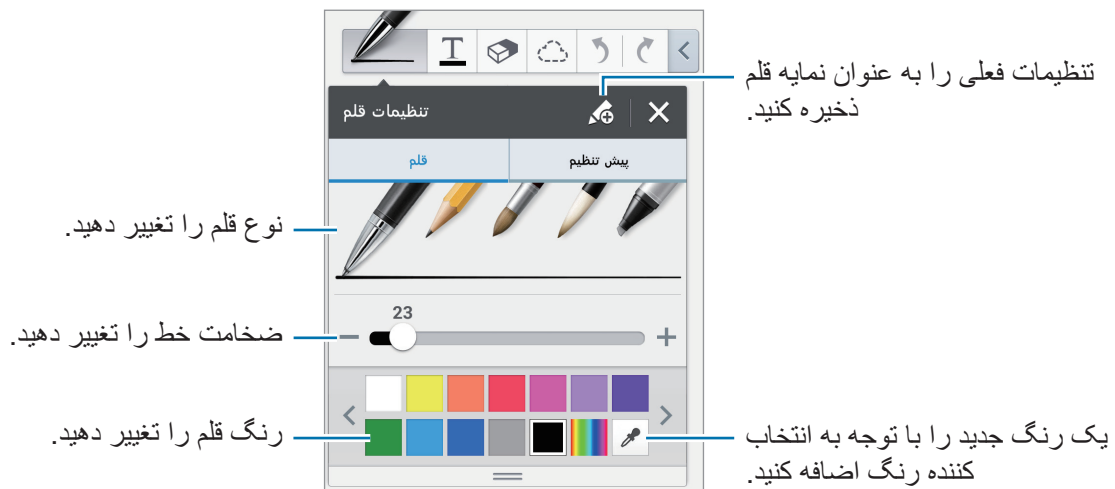 T
تنظیمات فعلی را به عنوان نمایه قلم
ذخیره کنید.
تنظیمات قلم
قلم
پیش تنظیم
نوع قلم را تغییر دهید.
23
ضخامت خط را تغییر دهید.
رنگ قلم را تغییر دهید.
یک رنگ جدید را با توجه به انتخاب
کننده رنگ اضافه کنید.